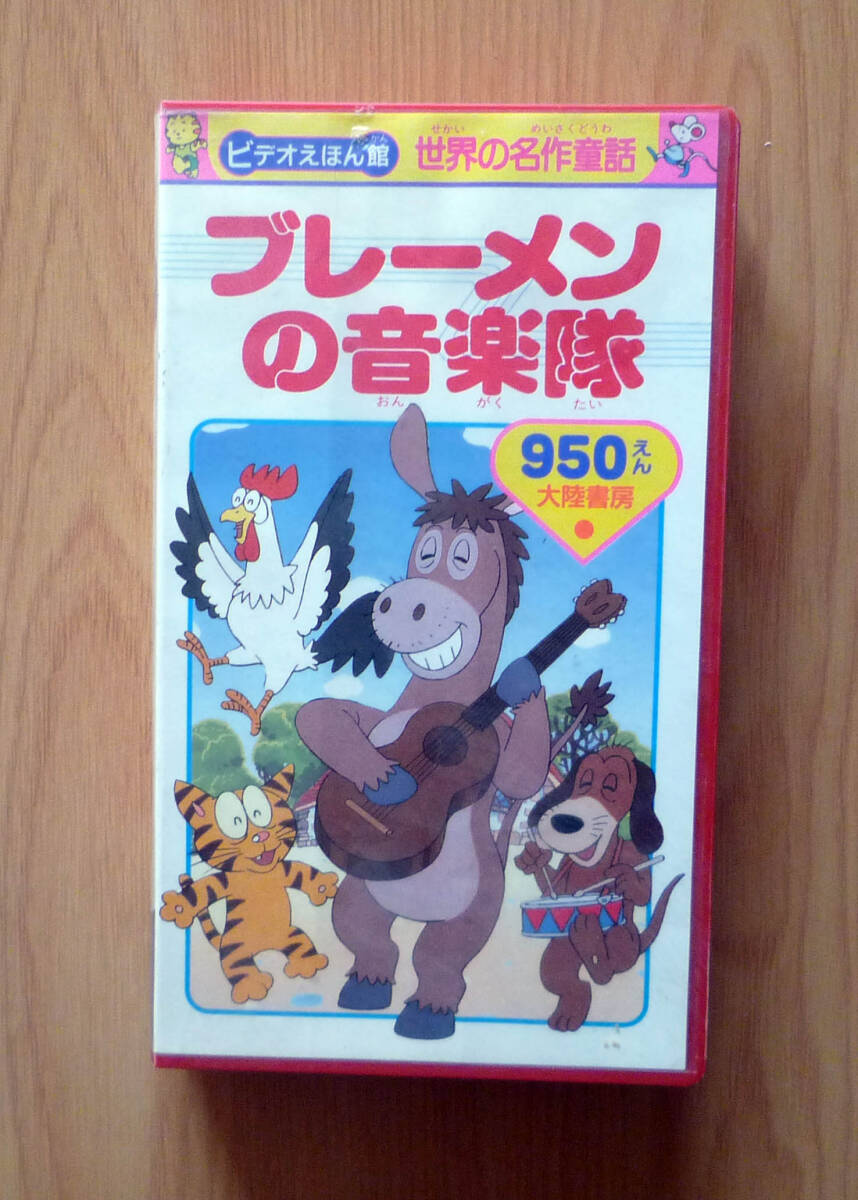 せかい めいさくどうわ
ビデオえほん館 世界の名作童話
ブレーメン
の音楽隊
おん がく たい
950えん
大陸書房